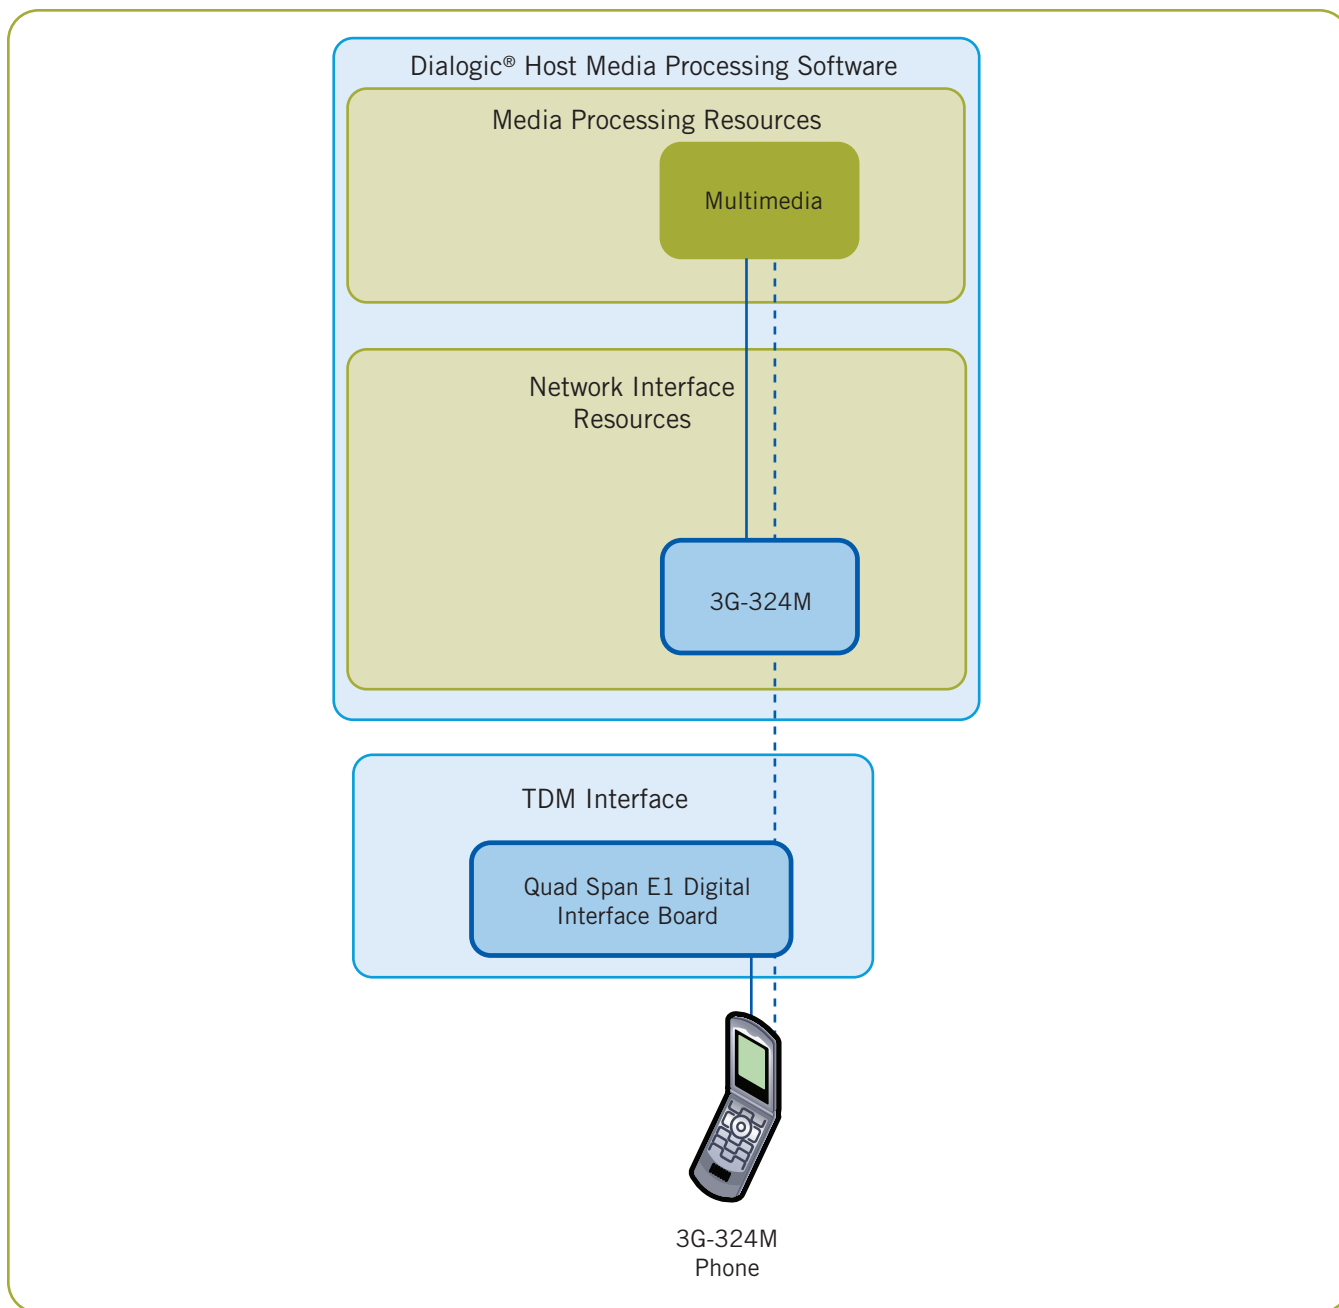 Dialogic® Host Media Processing Software
Media Processing Resources
Multimedia
Network Interface
Resources
3G-324M
TDM Interface
Quad Span E1 Digital
Interface Board
3G-324M
Phone